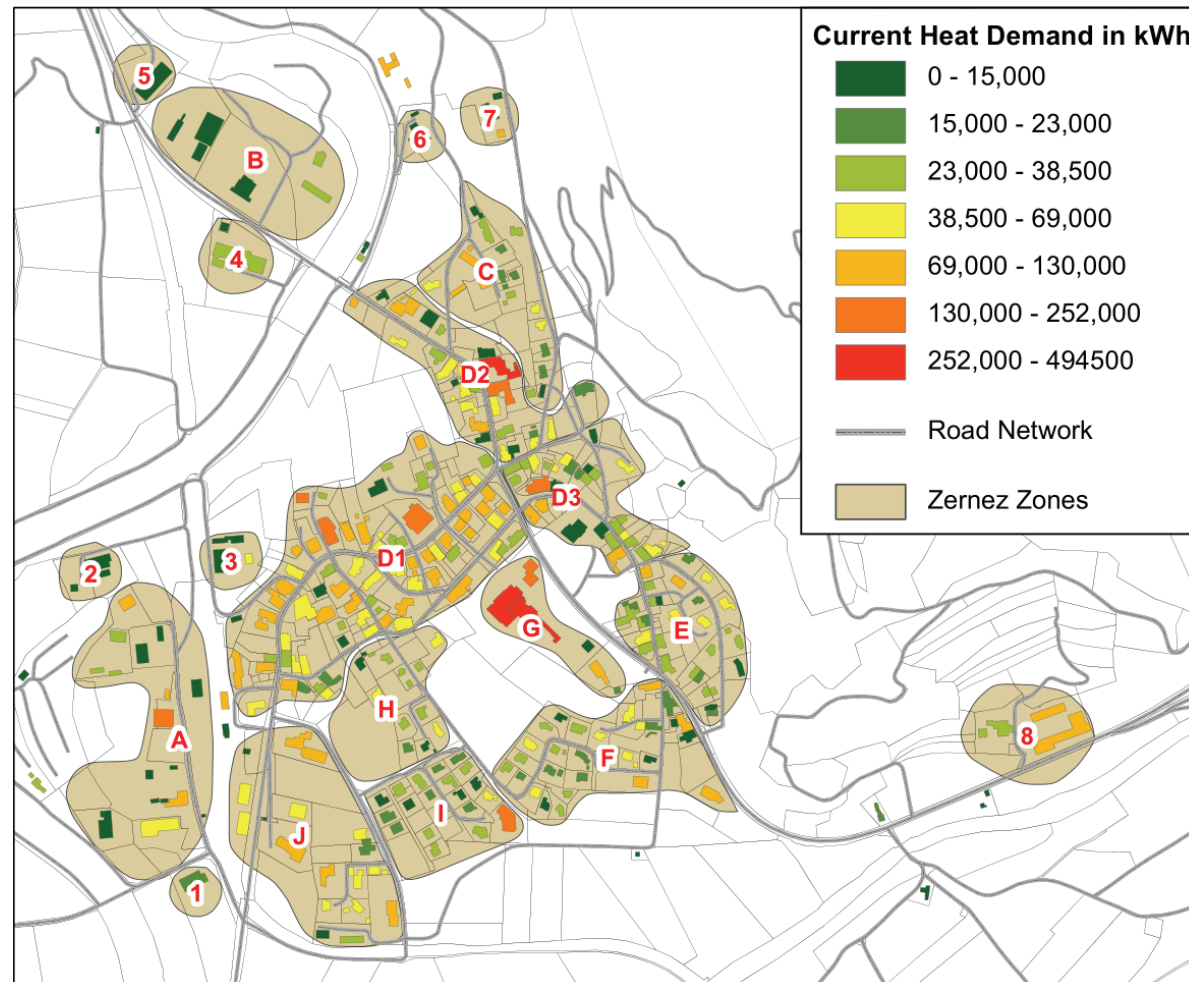 Current Heat Demand in kWh
0 - 15,000
15,000 - 23,000
23,000 - 38,500
38,500 - 69,000
69,000 - 130,000
130,000 - 252,000
252,000 - 494500
Road Network
Zernez Zones
5
7
6
B
4
C
D2
D3
D1
3
2
G
E
H
A
8
F
I
J
1